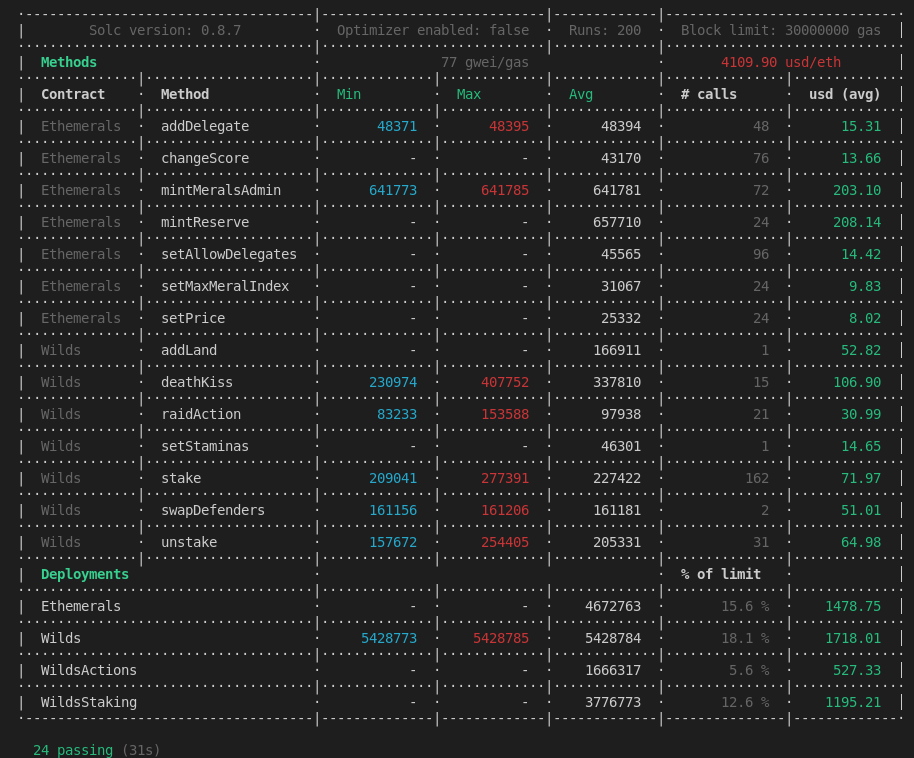 Solc version: 0.8.7 · Optimizer enabled: false · Runs: 200 · Block limit: 30000000 gas
Methods · 77 gwei/gas · 4109.90 usd/eth
Contract · Method · Min · Max · Avg · # calls · usd (avg)
Ethemerals · addDelegate · 48371 · 48395 · 48394 · 48 · 15.31
Ethemerals · changeScore · - · - · 43170 · 76 · 13.66
Ethemerals · mintMeralsAdmin · 641773 · 641785 · 641781 · 72 · 203.10
Ethemerals · mintReserve · - · - · 657710 · 24 · 208.14
Ethemerals · setAllowDelegates · - · - · 45565 · 96 · 14.42
Ethemerals · setMaxMeralIndex · - · - · 31067 · 24 · 9.83
Ethemerals · setPrice · - · - · 25332 · 24 · 8.02
Wilds · addLand · - · - · 166911 · 1 · 52.82
Wilds · deathKiss · 230974 · 407752 · 337810 · 15 · 106.90
Wilds · raidAction · 83233 · 153588 · 97938 · 21 · 30.99
Wilds · setStaminas · - · - · 46301 · 1 · 14.65
Wilds · stake · 209041 · 277391 · 227422 · 162 · 71.97
Wilds · swapDefenders · 161156 · 161206 · 161181 · 2 · 51.01
Wilds · unstake · 157672 · 254405 · 205331 · 31 · 64.98
Deployments · · % of limit ·
Ethemerals · - · - · 4672763 · 15.6 % · 1478.75
Wilds · 5428773 · 5428785 · 5428784 · 18.1 % · 1718.01
WildsActions · - · - · 1666317 · 5.6 % · 527.33
WildsStaking · - · - · 3776773 · 12.6 % · 1195.21
24 passing (31s)